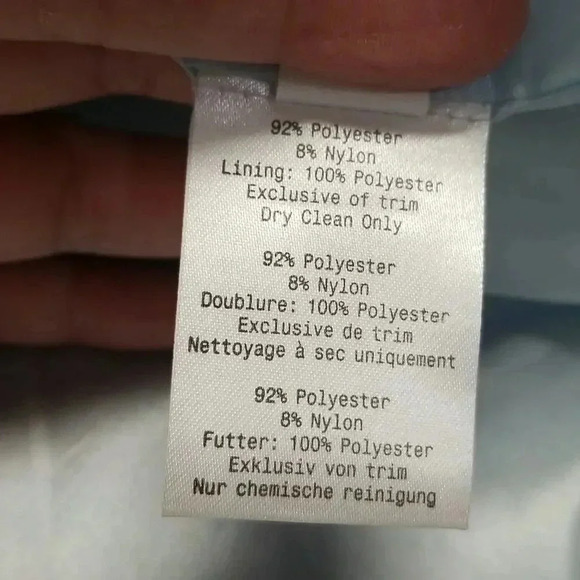 92% Polyester
8% Nylon
Lining: 100% Polyester
Exclusive of trim
Dry Clean Only
92% Polyester
8% Nylon
Doublure: 100% Polyester
Exclusive de trim
Nettoyage à sec uniquement
92% Polyester
8% Nylon
Futter: 100% Polyester
Exklusiv von trim
Nur chemische reinigung